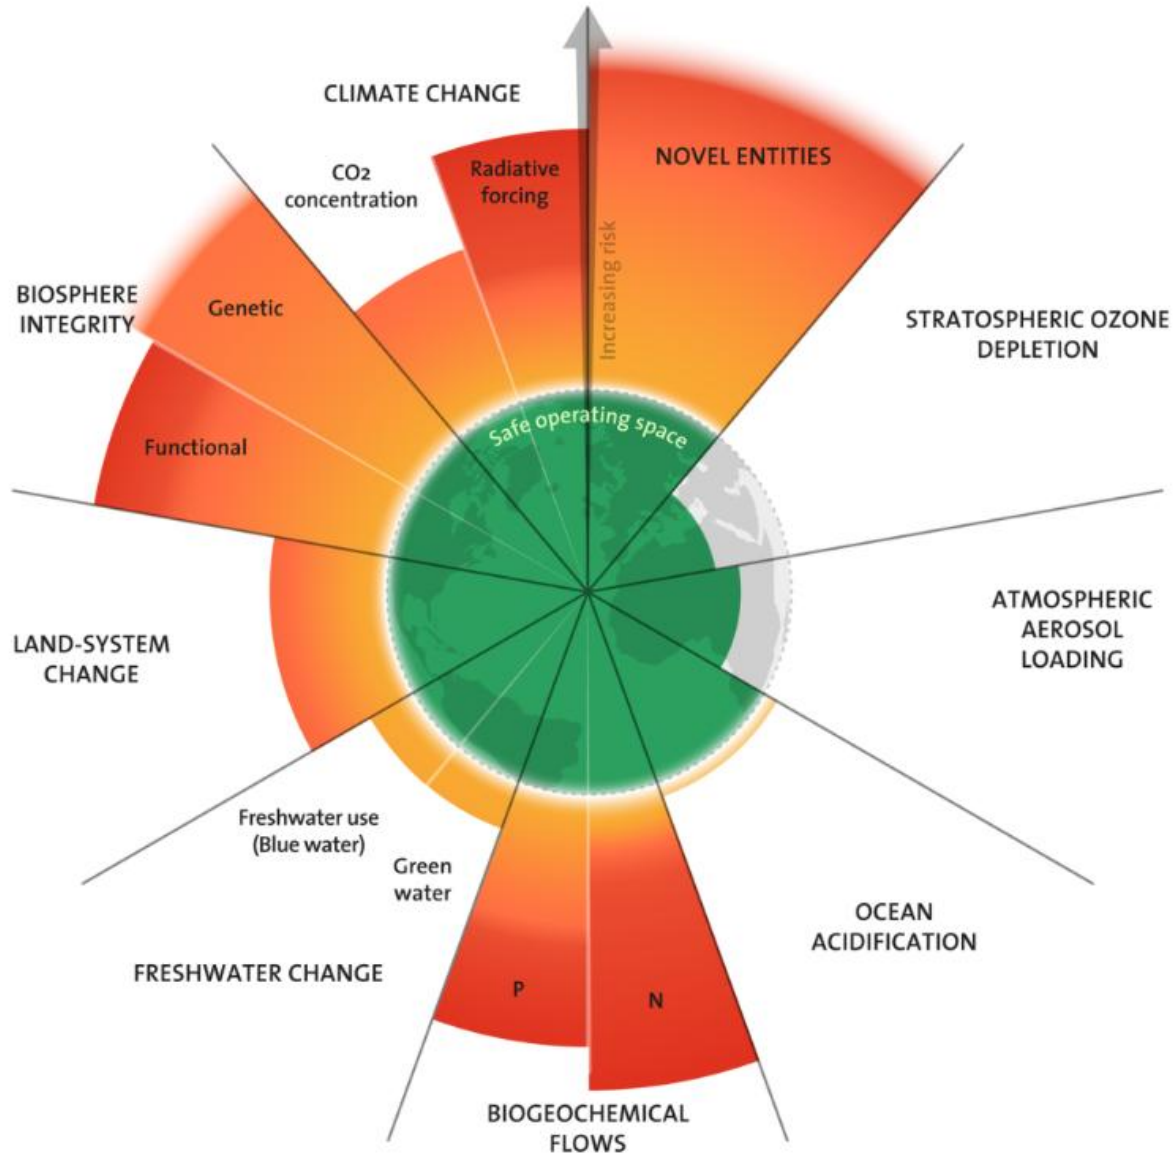 CLIMATE CHANGE
CO2
concentration
Radiative
forcing
NOVEL ENTITIES
Increasing risk
BIOSPHERE
INTEGRITY
Genetic
Functional
STRATOSPHERIC OZONE
DEPLETION
Safe operating space
LAND-SYSTEM
CHANGE
ATMOSPHERIC
AEROSOL
LOADING
Freshwater use
(Blue water)
Green
water
FRESHWATER CHANGE
P
N
OCEAN
ACIDIFICATION
BIOGEOCHEMICAL
FLOWS